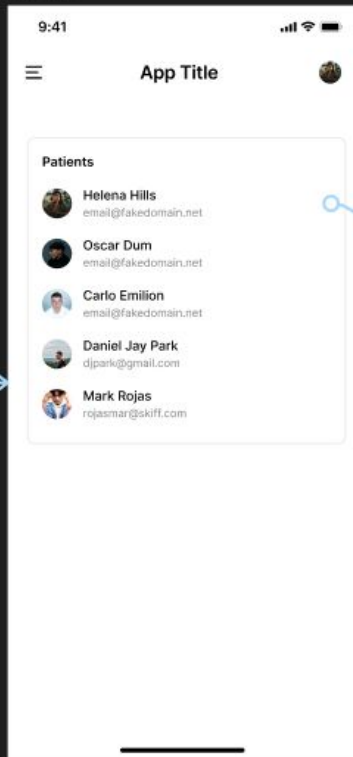 9:41
App Title
Patients
Helena Hills
email@fakedomain.net
Oscar Dum
email@fakedomain.net
Carlo Emilion
email@fakedomain.net
Daniel Jay Park
djpark@gmail.com
Mark Rojas
rojasmar@skiff.com